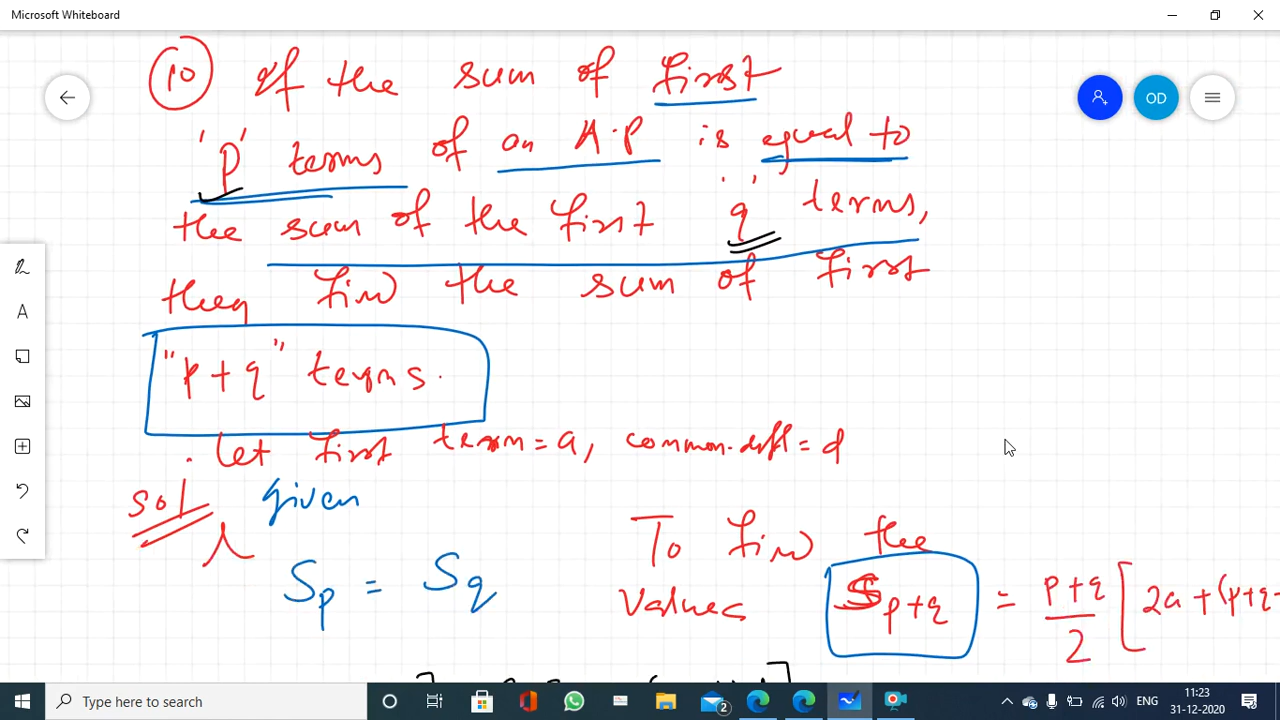 Microsoft Whiteboard
10 If the sum of first
'p' terms of an A.P is equal to
the sum of the first 'q' terms,
then find the sum of first
"p+q" terms.
. let first term = a, common.diff = d
sol given
To find the
Sp = Sq
values Sp+q = p+q/2 [2a + (p+q-
OD
A
Type here to search
2
ENG
11:23
31-12-2020